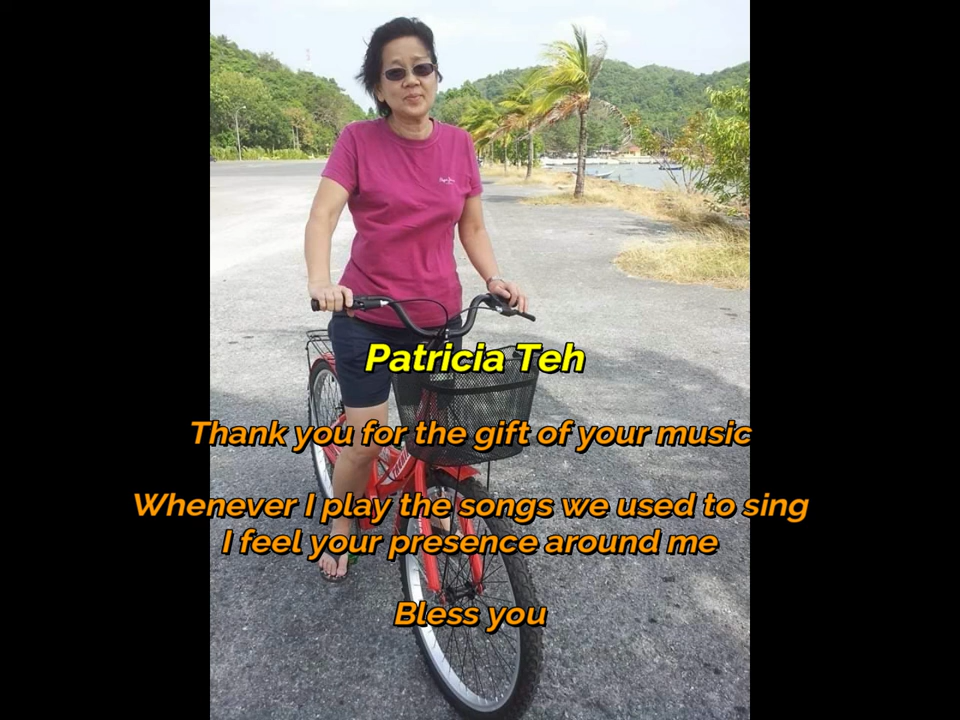 Patricia Teh
Thank you for the gift of your music
Whenever I play the songs we used to sing
I feel your presence around me
Bless you